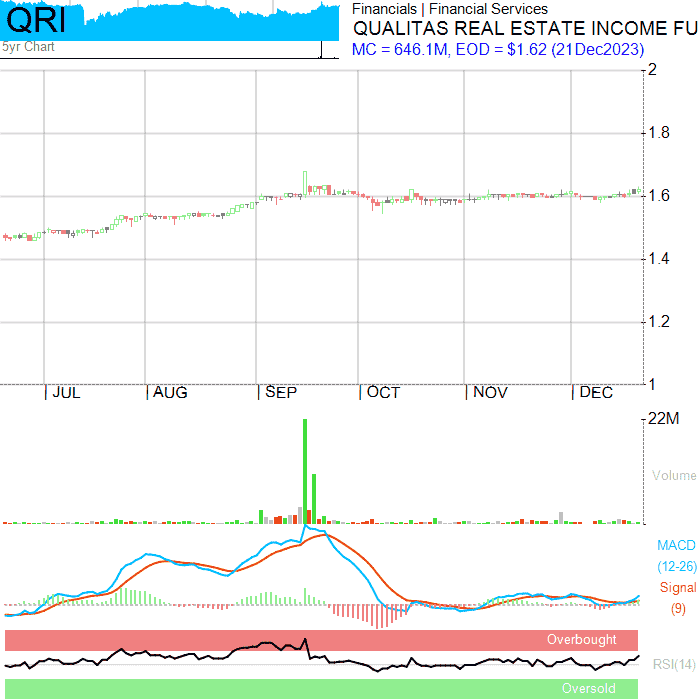 QRI
5yr Chart
Financials | Financial Services
QUALITAS REAL ESTATE INCOME FU
MC = 646.1M, EOD = $1.62 (21Dec2023)
2
1.8
1.6
1.4
1.2
1
JUL AUG SEP OCT NOV DEC
22M
Volume
MACD
(12-26)
Signal
(9)
Overbought
RSI(14)
Oversold